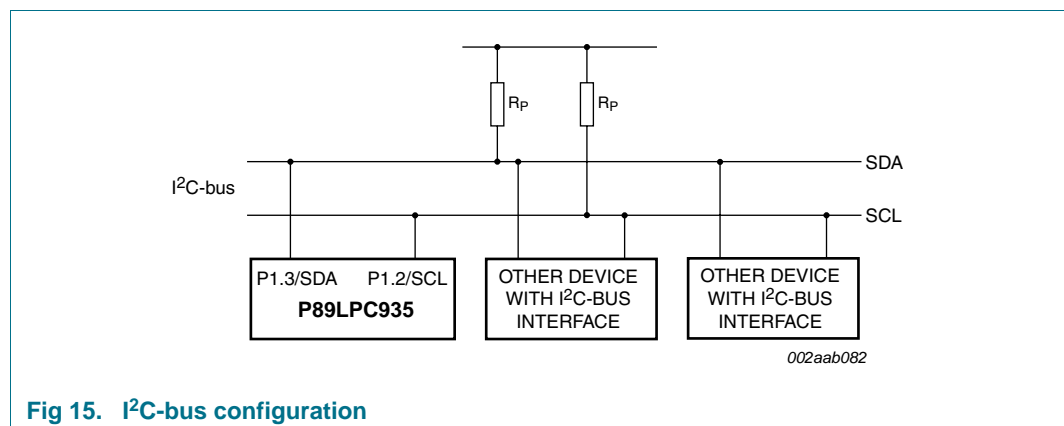 RP RP
SDA
I2C-bus
SCL
P1.3/SDA P1.2/SCL
P89LPC935
OTHER DEVICE
WITH I2C-BUS
INTERFACE
OTHER DEVICE
WITH I2C-BUS
INTERFACE
002aab082
Fig 15. I2C-bus configuration